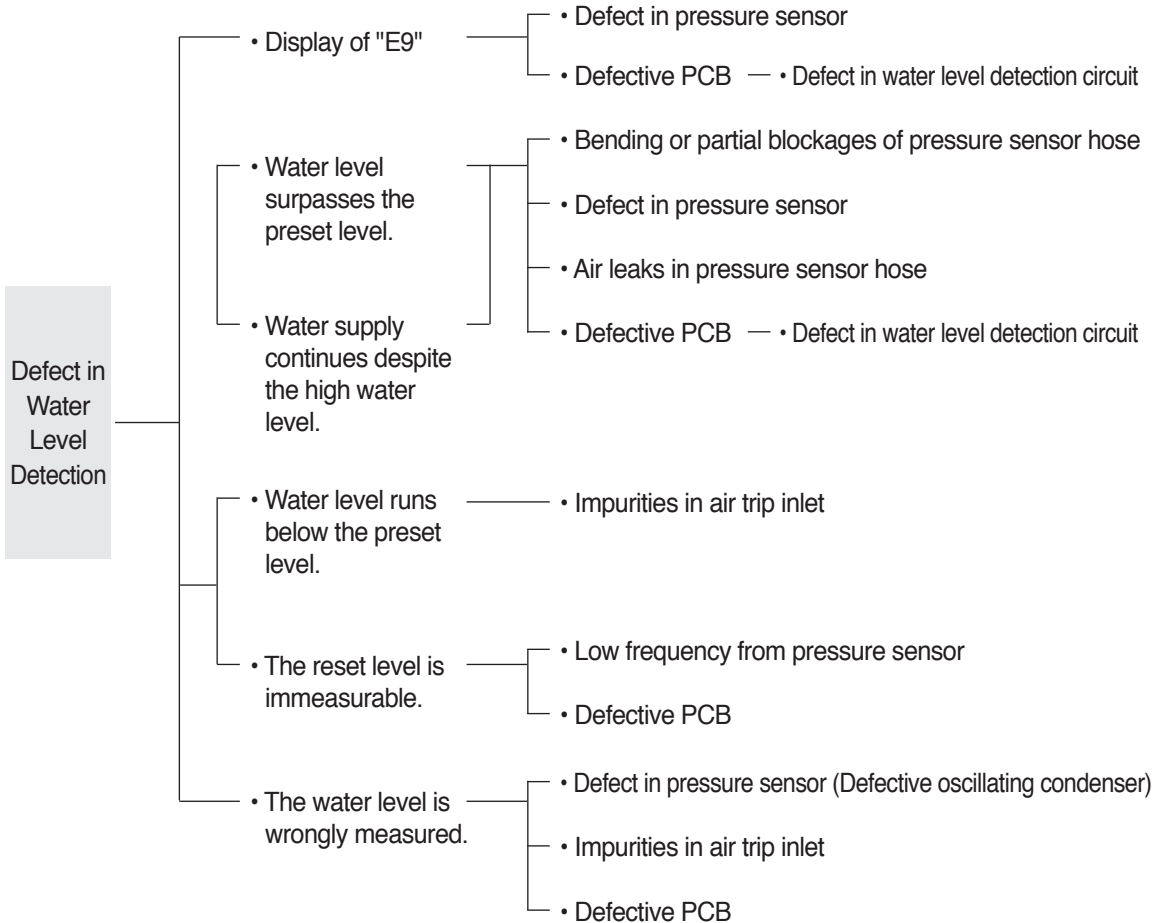 Defect in
Water
Level
Detection
• Display of "E9"
• Defect in pressure sensor
• Defective PCB
• Defect in water level detection circuit
• Water level
surpasses the
preset level.
• Water supply
continues despite
the high water
level.
• Bending or partial blockages of pressure sensor hose
• Defect in pressure sensor
• Air leaks in pressure sensor hose
• Defective PCB
• Defect in water level detection circuit
• Water level runs
below the preset
level.
• Impurities in air trip inlet
• The reset level is
immeasurable.
• Low frequency from pressure sensor
• Defective PCB
• The water level is
wrongly measured.
• Defect in pressure sensor (Defective oscillating condenser)
• Impurities in air trip inlet
• Defective PCB